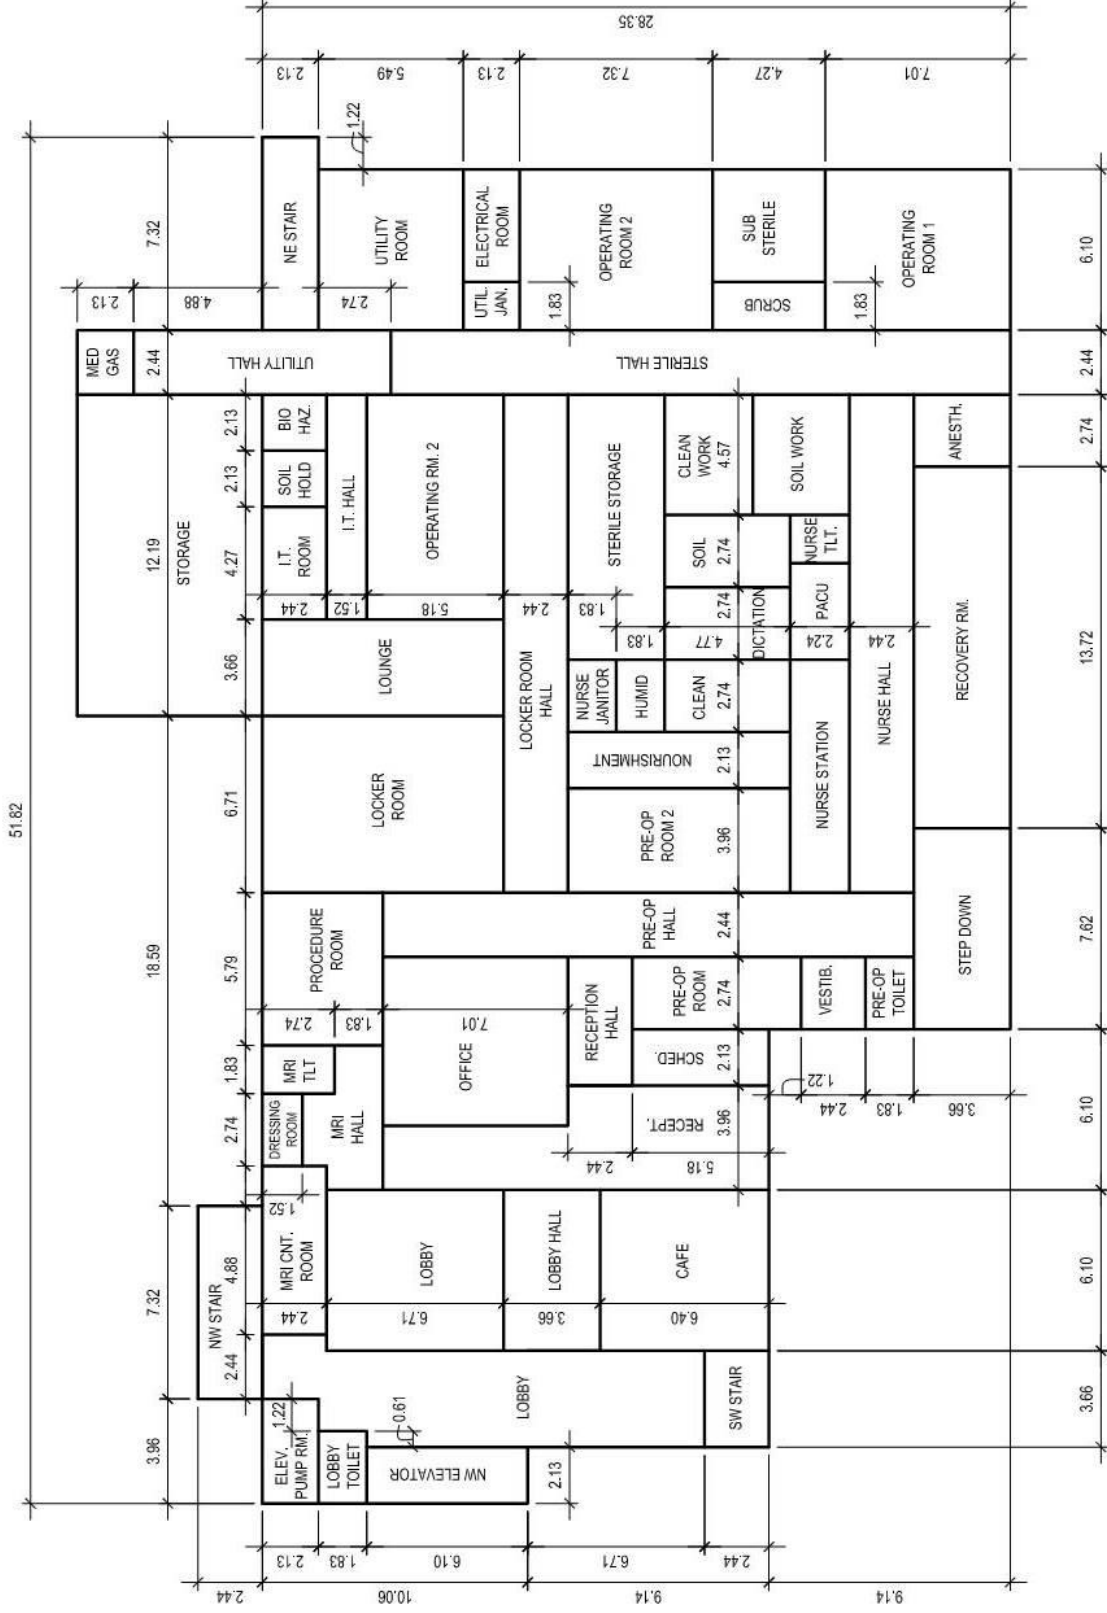 28.35
2.13
5.49
2.13
7.32
4.27
7.01
1.22
51.82
7.32
NE STAIR
UTILITY
ROOM
ELECTRICAL
ROOM
OPERATING
ROOM 2
SUB
STERILE
OPERATING
ROOM 1
6.10
2.13
4.88
2.74
UTIL.
JAN.
1.83
SCRUB
1.83
MED
GAS
2.44
UTILITY HALL
STERILE HALL
2.44
12.19
STORAGE
2.13
BIO
HAZ.
2.13
SOIL
HOLD
4.27
I.T.
ROOM
I.T. HALL
OPERATING RM. 2
STERILE STORAGE
CLEAN
WORK
4.57
SOIL WORK
ANESTH.
2.74
SOIL
2.74
NURSE
TLT.
2.44
1.52
5.18
2.44
1.83
1.83
4.77
2.74
DICTATION
PACU
2.24
2.44
RECOVERY RM.
13.72
3.66
LOUNGE
LOCKER ROOM
HALL
NURSE
JANITOR
HUMID
CLEAN
2.74
NURSE HALL
NOURISHMENT
2.13
NURSE STATION
6.71
LOCKER
ROOM
PRE-OP
ROOM 2
3.96
18.59
5.79
PROCEDURE
ROOM
PRE-OP
HALL
2.44
STEP DOWN
7.62
2.74
1.83
7.01
RECEPTION
HALL
PRE-OP
ROOM
2.74
VESTIB.
PRE-OP
TOILET
1.83
MRI
TLT
OFFICE
SCHED.
2.13
1.22
2.44
1.83
3.66
2.74
DRESSING
ROOM
MRI
HALL
RECEPT.
3.96
6.10
2.44
5.18
1.52
7.32
NW STAIR
4.88
MRI CNT.
ROOM
LOBBY
LOBBY HALL
CAFE
6.10
2.44
6.71
3.66
6.40
2.44
LOBBY
SW STAIR
3.66
3.96
1.22
0.61
ELEV.
PUMP RM.
LOBBY
TOILET
NW ELEVATOR
2.13
2.13
1.83
6.10
6.71
2.44
2.44
10.06
9.14
9.14